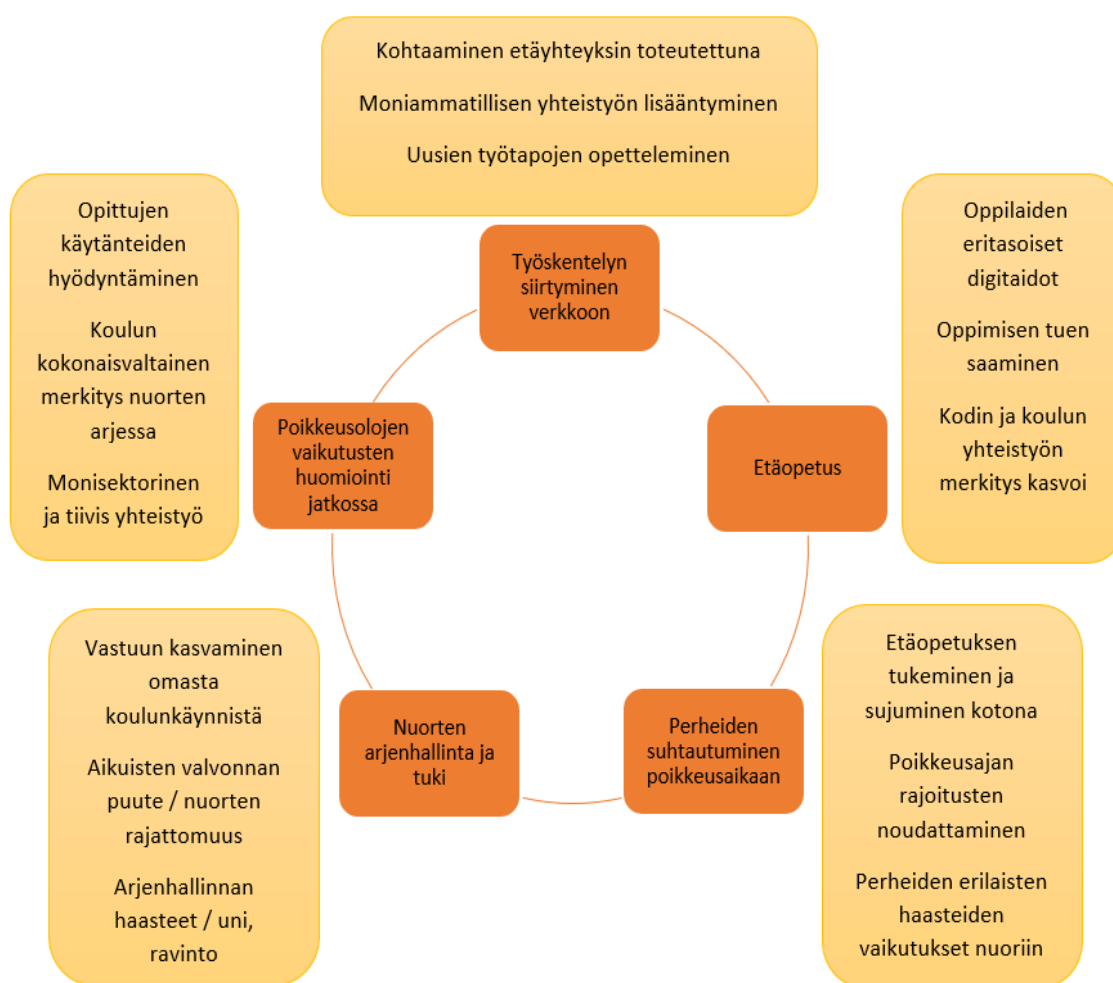 Kohtaaminen etäyhteyksin toteutettuna
Moniammatillisen yhteistyön lisääntyminen
Uusien työtapojen opetteleminen
Työskentelyn
siirtyminen
verkkoon
Oppilaiden
eritasoiset
digitaidot
Oppimisen tuen
saaminen
Kodin ja koulun
yhteistyön
merkitys kasvoi
Etäopetus
Etäopetuksen
tukeminen ja
sujuminen kotona
Poikkeusajan
rajoitusten
noudattaminen
Perheiden erilaisten
haasteiden
vaikutukset nuoriin
Perheiden
suhtautuminen
poikkeusaikaan
Nuorten
arjenhallinta ja
tuki
Vastuun kasvaminen
omasta
koulunkäynnistä
Aikuisten valvonnan
puute / nuorten
rajattomuus
Arjenhallinnan
haasteet / uni,
ravinto
Poikkeusolojen
vaikutusten
huomiointi
jatkossa
Opittujen
käytänteiden
hyödyntäminen
Koulun
kokonaisvaltainen
merkitys nuorten
arjessa
Monisektorinen
ja tiivis yhteistyö